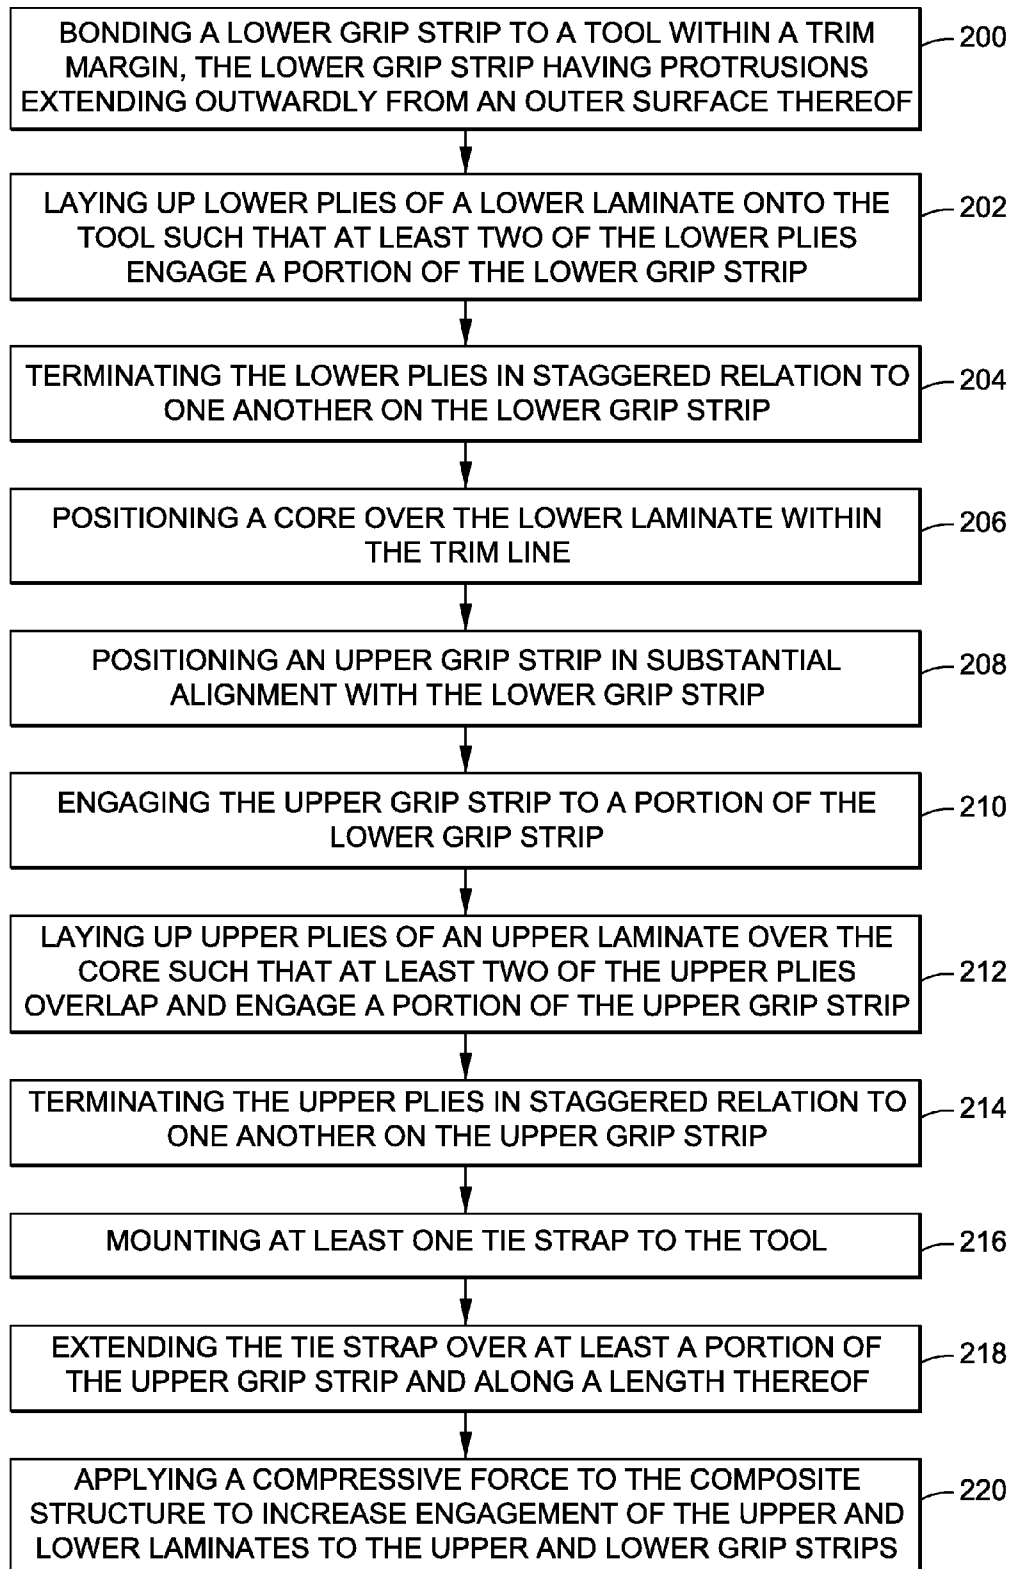 BONDING A LOWER GRIP STRIP TO A TOOL WITHIN A TRIM
MARGIN, THE LOWER GRIP STRIP HAVING PROTRUSIONS
EXTENDING OUTWARDLY FROM AN OUTER SURFACE THEREOF
200
LAYING UP LOWER PLIES OF A LOWER LAMINATE ONTO THE
TOOL SUCH THAT AT LEAST TWO OF THE LOWER PLIES
ENGAGE A PORTION OF THE LOWER GRIP STRIP
202
TERMINATING THE LOWER PLIES IN STAGGERED RELATION TO
ONE ANOTHER ON THE LOWER GRIP STRIP
204
POSITIONING A CORE OVER THE LOWER LAMINATE WITHIN
THE TRIM LINE
206
POSITIONING AN UPPER GRIP STRIP IN SUBSTANTIAL
ALIGNMENT WITH THE LOWER GRIP STRIP
208
ENGAGING THE UPPER GRIP STRIP TO A PORTION OF THE
LOWER GRIP STRIP
210
LAYING UP UPPER PLIES OF AN UPPER LAMINATE OVER THE
CORE SUCH THAT AT LEAST TWO OF THE UPPER PLIES
OVERLAP AND ENGAGE A PORTION OF THE UPPER GRIP STRIP
212
TERMINATING THE UPPER PLIES IN STAGGERED RELATION TO
ONE ANOTHER ON THE UPPER GRIP STRIP
214
MOUNTING AT LEAST ONE TIE STRAP TO THE TOOL
216
EXTENDING THE TIE STRAP OVER AT LEAST A PORTION OF
THE UPPER GRIP STRIP AND ALONG A LENGTH THEREOF
218
APPLYING A COMPRESSIVE FORCE TO THE COMPOSITE
STRUCTURE TO INCREASE ENGAGEMENT OF THE UPPER AND
LOWER LAMINATES TO THE UPPER AND LOWER GRIP STRIPS
220